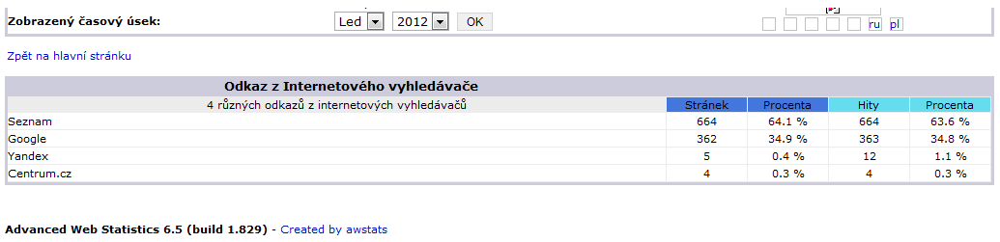 Zobrazený časový úsek: Led 2012 OK ru pl
Zpět na hlavní stránku
Odkaz z Internetového vyhledávače
4 různých odkazů z internetových vyhledávačů Stránek Procenta Hity Procenta
Seznam 664 64.1 % 664 63.6 %
Google 362 34.9 % 363 34.8 %
Yandex 5 0.4 % 12 1.1 %
Centrum.cz 4 0.3 % 4 0.3 %
Advanced Web Statistics 6.5 (build 1.829) - Created by awstats